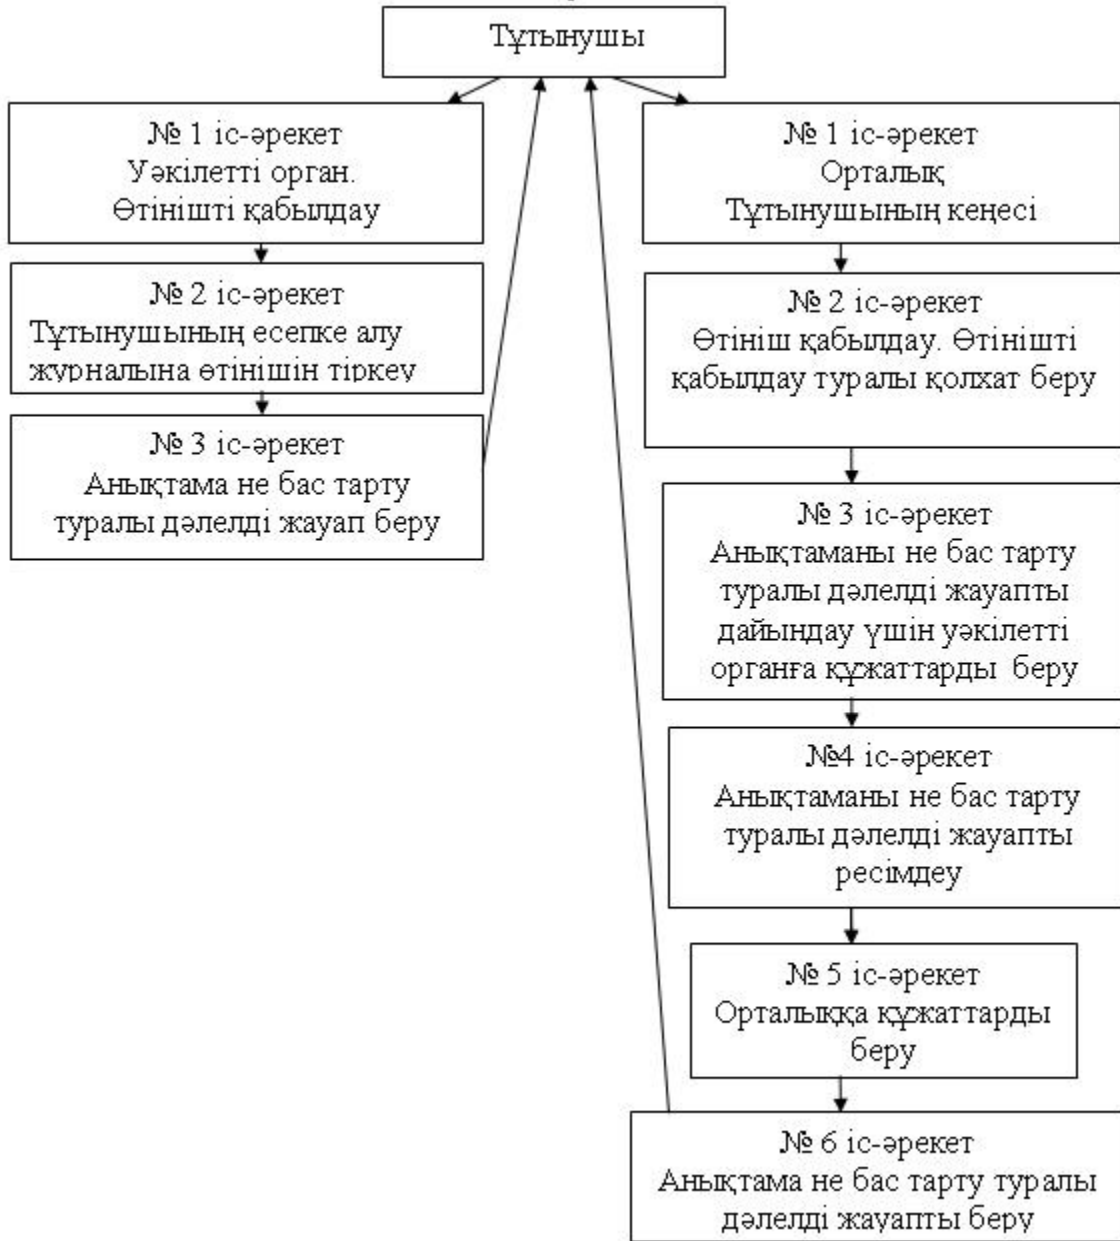 Тұтынушы
№ 1 іс-әрекет
Уәкілетті орган.
Өтінішті қабылдау
№ 2 іс-әрекет
Тұтынушының есепке алу
журналына өтінішін тіркеу
№ 3 іс-әрекет
Анықтама не бас тарту
туралы дәлелді жауап беру
№ 1 іс-әрекет
Орталық
Тұтынушының кеңесі
№ 2 іс-әрекет
Өтініш қабылдау. Өтінішті
қабылдау туралы қолхат беру
№ 3 іс-әрекет
Анықтаманы не бас тарту
туралы дәлелді жауапты
дайындау үшін уәкілетті
органға құжаттарды беру
№4 іс-әрекет
Анықтаманы не бас тарту
туралы дәлелді жауапты
ресімдеу
№ 5 іс-әрекет
Орталыққа құжаттарды
беру
№ 6 іс-әрекет
Анықтама не бас тарту туралы
дәлелді жауапты беру